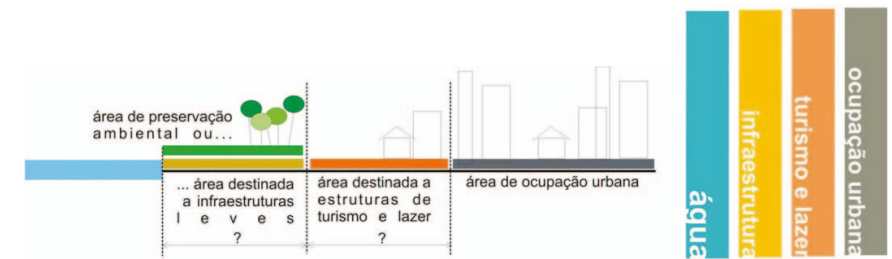 área de preservação
ambiental ou...
... área destinada
a infraestruturas
leves
?
área destinada a
estruturas de
turismo e lazer
?
área de ocupação urbana
água
infraestrutura
turismo e lazer
ocupação urbana